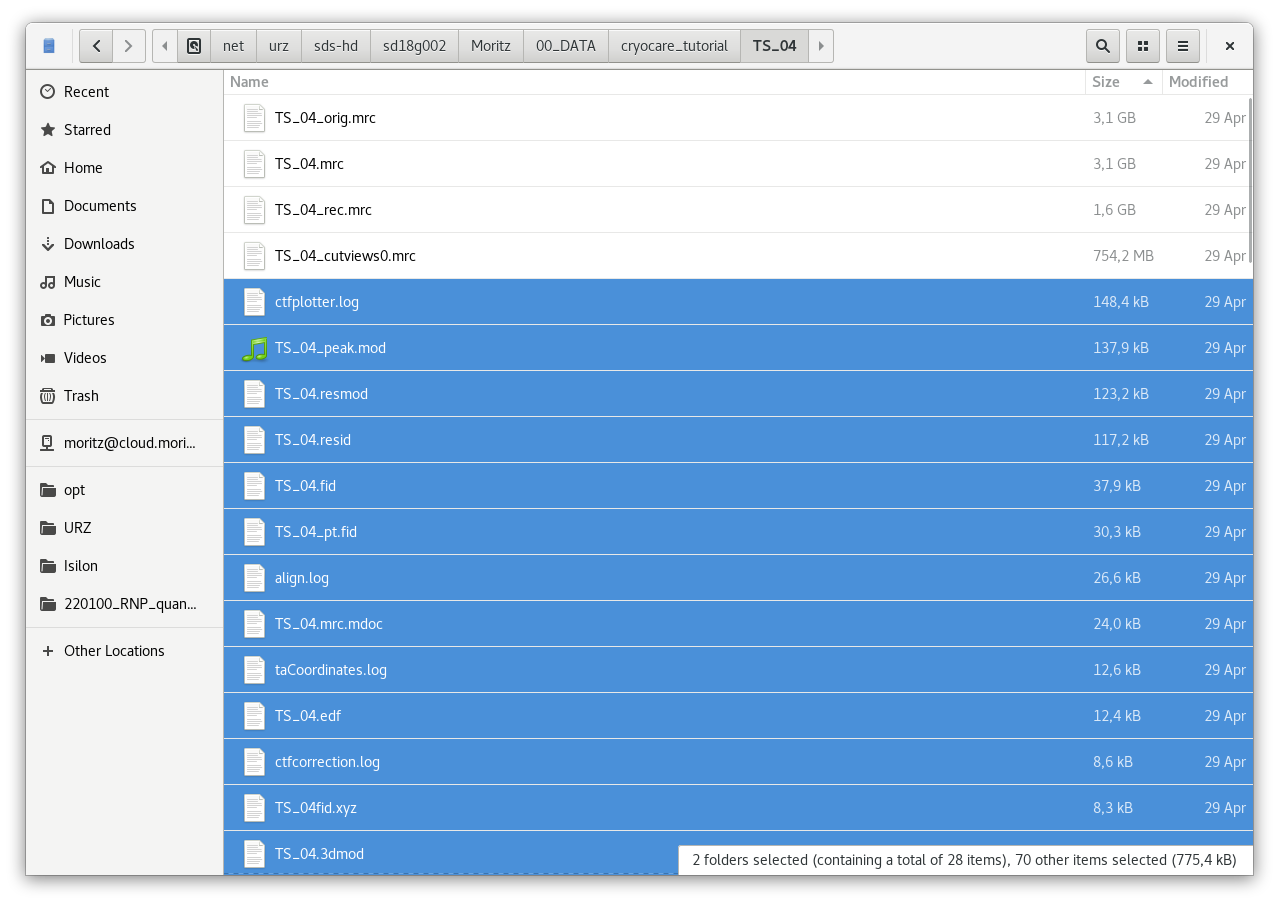 net urz sds-hd sd18g002 Moritz 00_DATA cryocare_tutorial TS_04
Name Size Modified
Recent
Starred
Home
Documents
Downloads
Music
Pictures
Videos
Trash
moritz@cloud.mori...
opt
URZ
Isilon
220100_RNP_quan...
Other Locations
TS_04_orig.mrc 3,1 GB 29 Apr
TS_04.mrc 3,1 GB 29 Apr
TS_04_rec.mrc 1,6 GB 29 Apr
TS_04_cutviews0.mrc 754,2 MB 29 Apr
ctfplotter.log 148,4 kB 29 Apr
TS_04_peak.mod 137,9 kB 29 Apr
TS_04.resmod 123,2 kB 29 Apr
TS_04.resid 117,2 kB 29 Apr
TS_04.fid 37,9 kB 29 Apr
TS_04_pt.fid 30,3 kB 29 Apr
align.log 26,6 kB 29 Apr
TS_04.mrc.mdoc 24,0 kB 29 Apr
taCoordinates.log 12,6 kB 29 Apr
TS_04.edf 12,4 kB 29 Apr
ctfcorrection.log 8,6 kB 29 Apr
TS_04fid.xyz 8,3 kB 29 Apr
TS_04.3dmod
2 folders selected (containing a total of 28 items), 70 other items selected (775,4 kB)